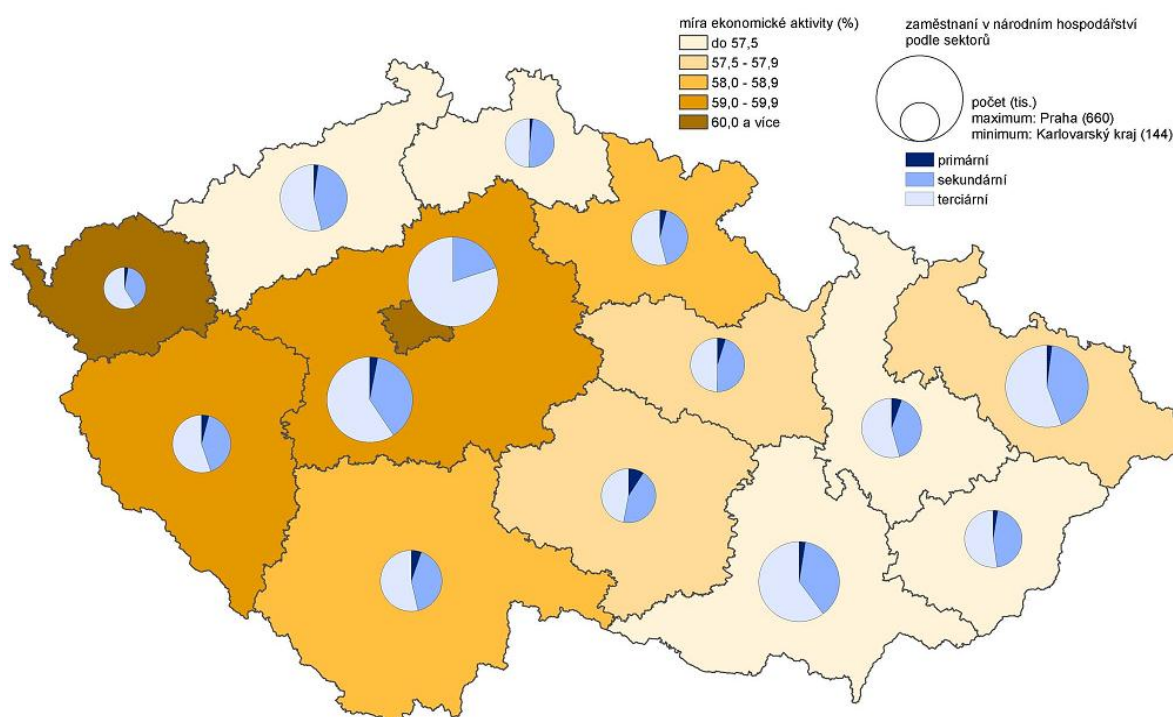 míra ekonomické aktivity (%)
do 57,5
57,5 - 57,9
58,0 - 58,9
59,0 - 59,9
60,0 a více
zaměstnaní v národním hospodářství
podle sektorů
počet (tis.)
maximum: Praha (660)
minimum: Karlovarský kraj (144)
primární
sekundární
terciární